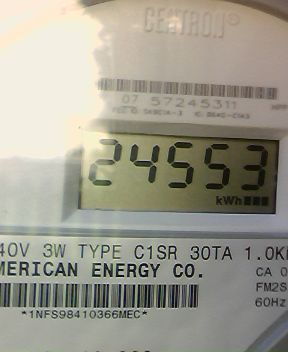 CENTRON®
07 57245311
24553
kWh
40V 3W TYPE C1SR 30TA 1.0K
MERICAN ENERGY CO.
CA 0
FM2S
60Hz
*1NFS98410366MEC*